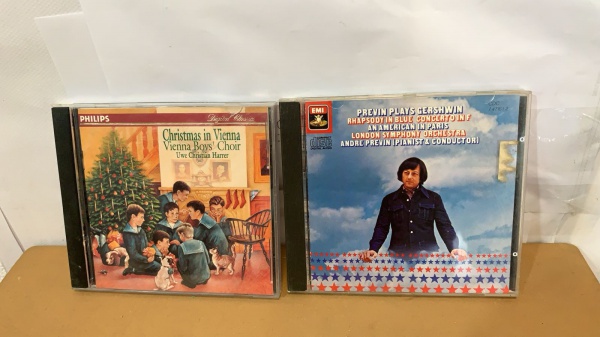 PHILIPS
Digital Classics
Christmas in Vienna
Vienna Boys' Choir
Uwe Christian Harrer
EMI
PREVIN PLAYS GERSHWIN
RHAPSODY IN BLUE CONCERTO IN F
AN AMERICAN IN PARIS
LONDON SYMPHONY ORCHESTRA
ANDRE PREVIN (PIANIST & CONDUCTOR)